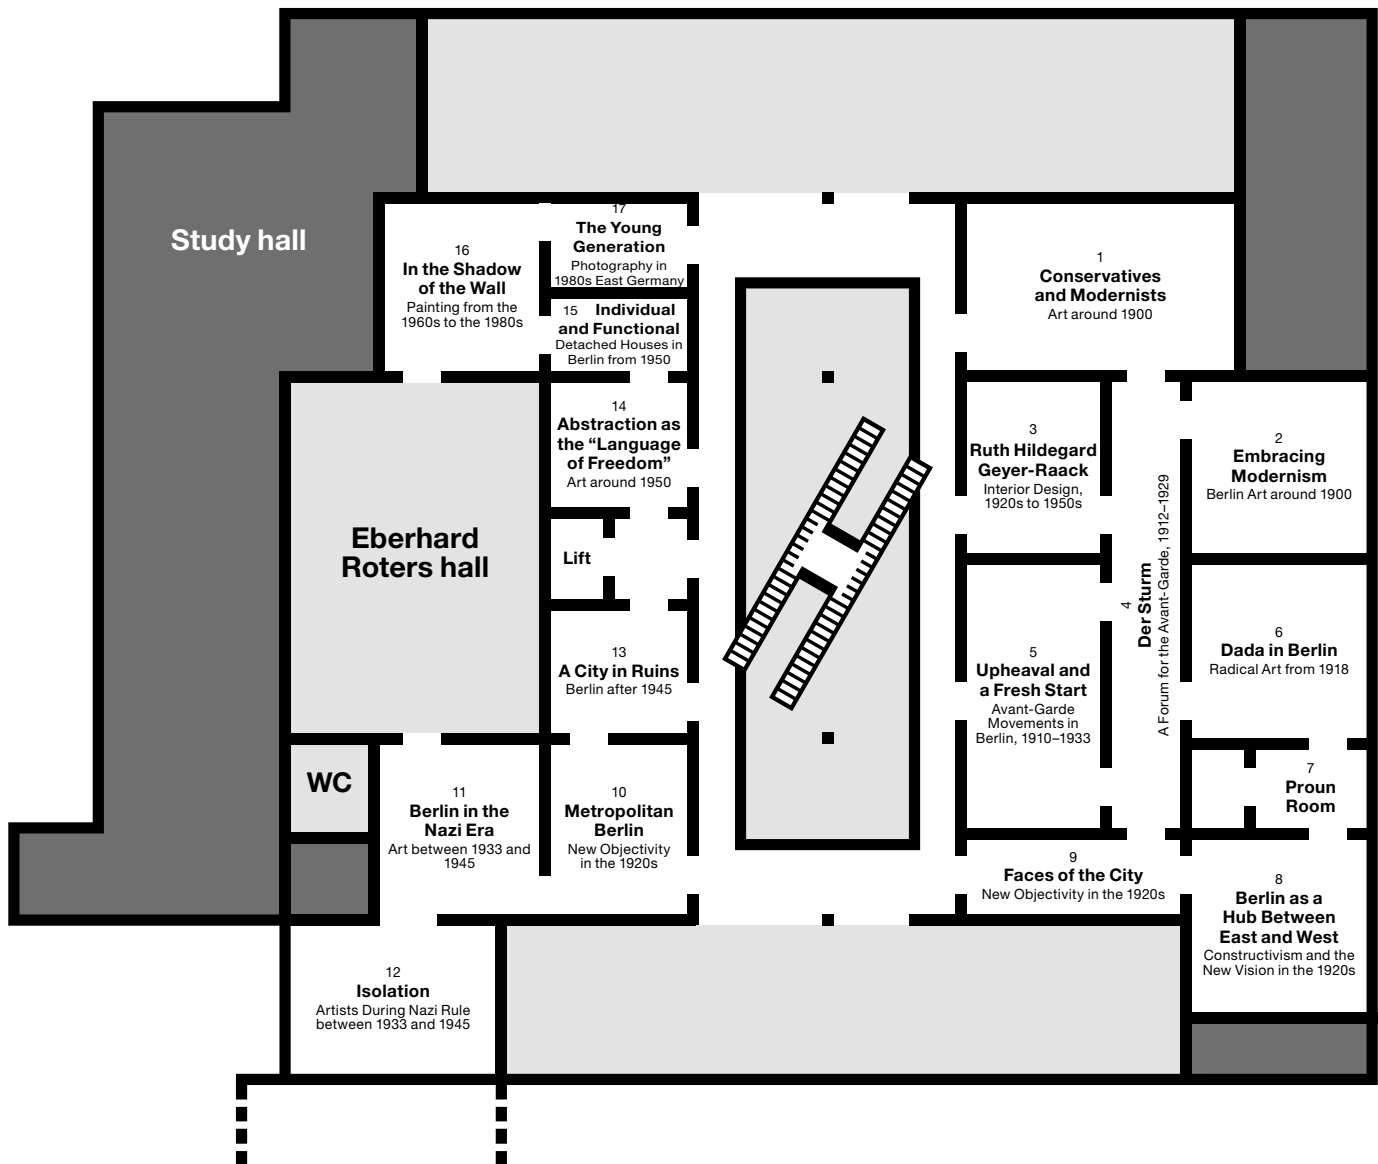 Study hall
16
In the Shadow
of the Wall
Painting from the
1960s to the 1980s
17
The Young
Generation
Photography in
1980s East Germany
15 Individual
and Functional
Detached Houses in
Berlin from 1950
1
Conservatives
and Modernists
Art around 1900
14
Abstraction as
the “Language
of Freedom”
Art around 1950
3
Ruth Hildegard
Geyer-Raack
Interior Design,
1920s to 1950s
2
Embracing
Modernism
Berlin Art around 1900
Eberhard
Roters hall
Lift
4
Der Sturm
A Forum for the Avant-Garde, 1912–1929
13
A City in Ruins
Berlin after 1945
5
Upheaval and
a Fresh Start
Avant-Garde
Movements in
Berlin, 1910–1933
6
Dada in Berlin
Radical Art from 1918
WC
11
Berlin in the
Nazi Era
Art between 1933 and
1945
10
Metropolitan
Berlin
New Objectivity
in the 1920s
7
Proun
Room
9
Faces of the City
New Objectivity in the 1920s
8
Berlin as a
Hub Between
East and West
Constructivism and the
New Vision in the 1920s
12
Isolation
Artists During Nazi Rule
between 1933 and 1945